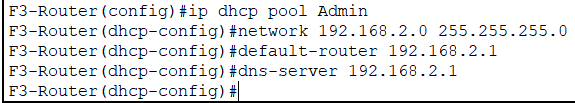 F3-Router(config)#ip dhcp pool Admin
F3-Router(dhcp-config)#network 192.168.2.0 255.255.255.0
F3-Router(dhcp-config)#default-router 192.168.2.1
F3-Router(dhcp-config)#dns-server 192.168.2.1
F3-Router(dhcp-config)#